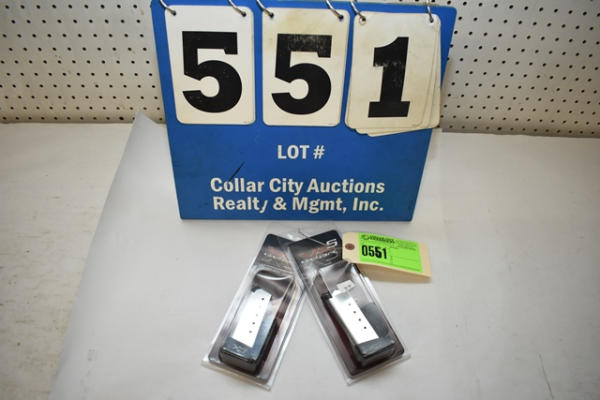 551
LOT #
Collar City Auctions
Realty & Mgmt, Inc.
0551